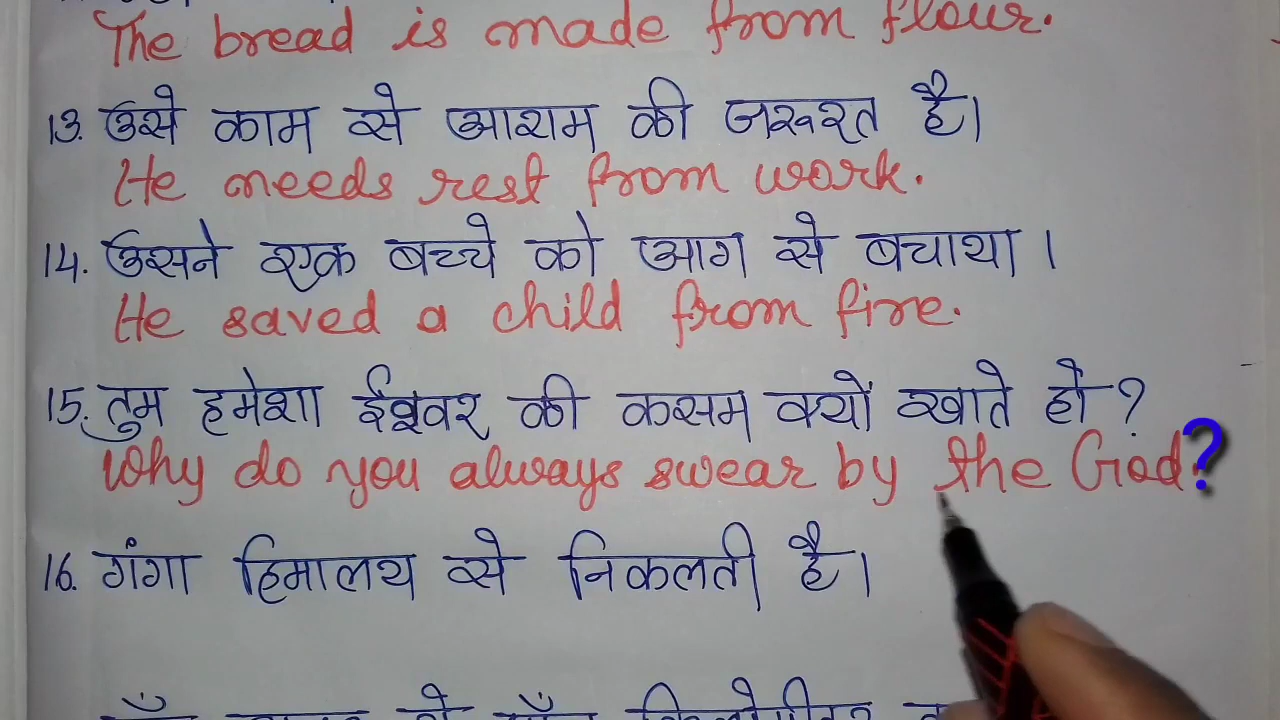 The bread is made from flour.
13. उसे काम से आराम की जरुरत है।
He needs rest from work.
14. उसने एक बच्चे को आग से बचाया।
He saved a child from fire.
15. तुम हमेशा ईश्वर की कसम क्यों खाते हो?
Why do you always swear by the God?
16. गंगा हिमालय से निकलती है।